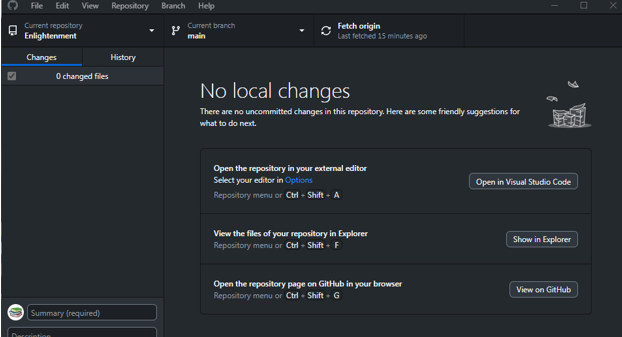 File Edit View Repository Branch Help
Current repository
Enlightenment
Current branch
main
Fetch origin
Last fetched 15 minutes ago
Changes
History
0 changed files
No local changes
There are no uncommitted changes in this repository. Here are some friendly suggestions for
what to do next.
Open the repository in your external editor
Select your editor in Options
Repository menu or Ctrl + Shift + A
Open in Visual Studio Code
View the files of your repository in Explorer
Repository menu or Ctrl + Shift + F
Show in Explorer
Open the repository page on GitHub in your browser
Repository menu or Ctrl + Shift + G
View on GitHub
Summary (required)
Description